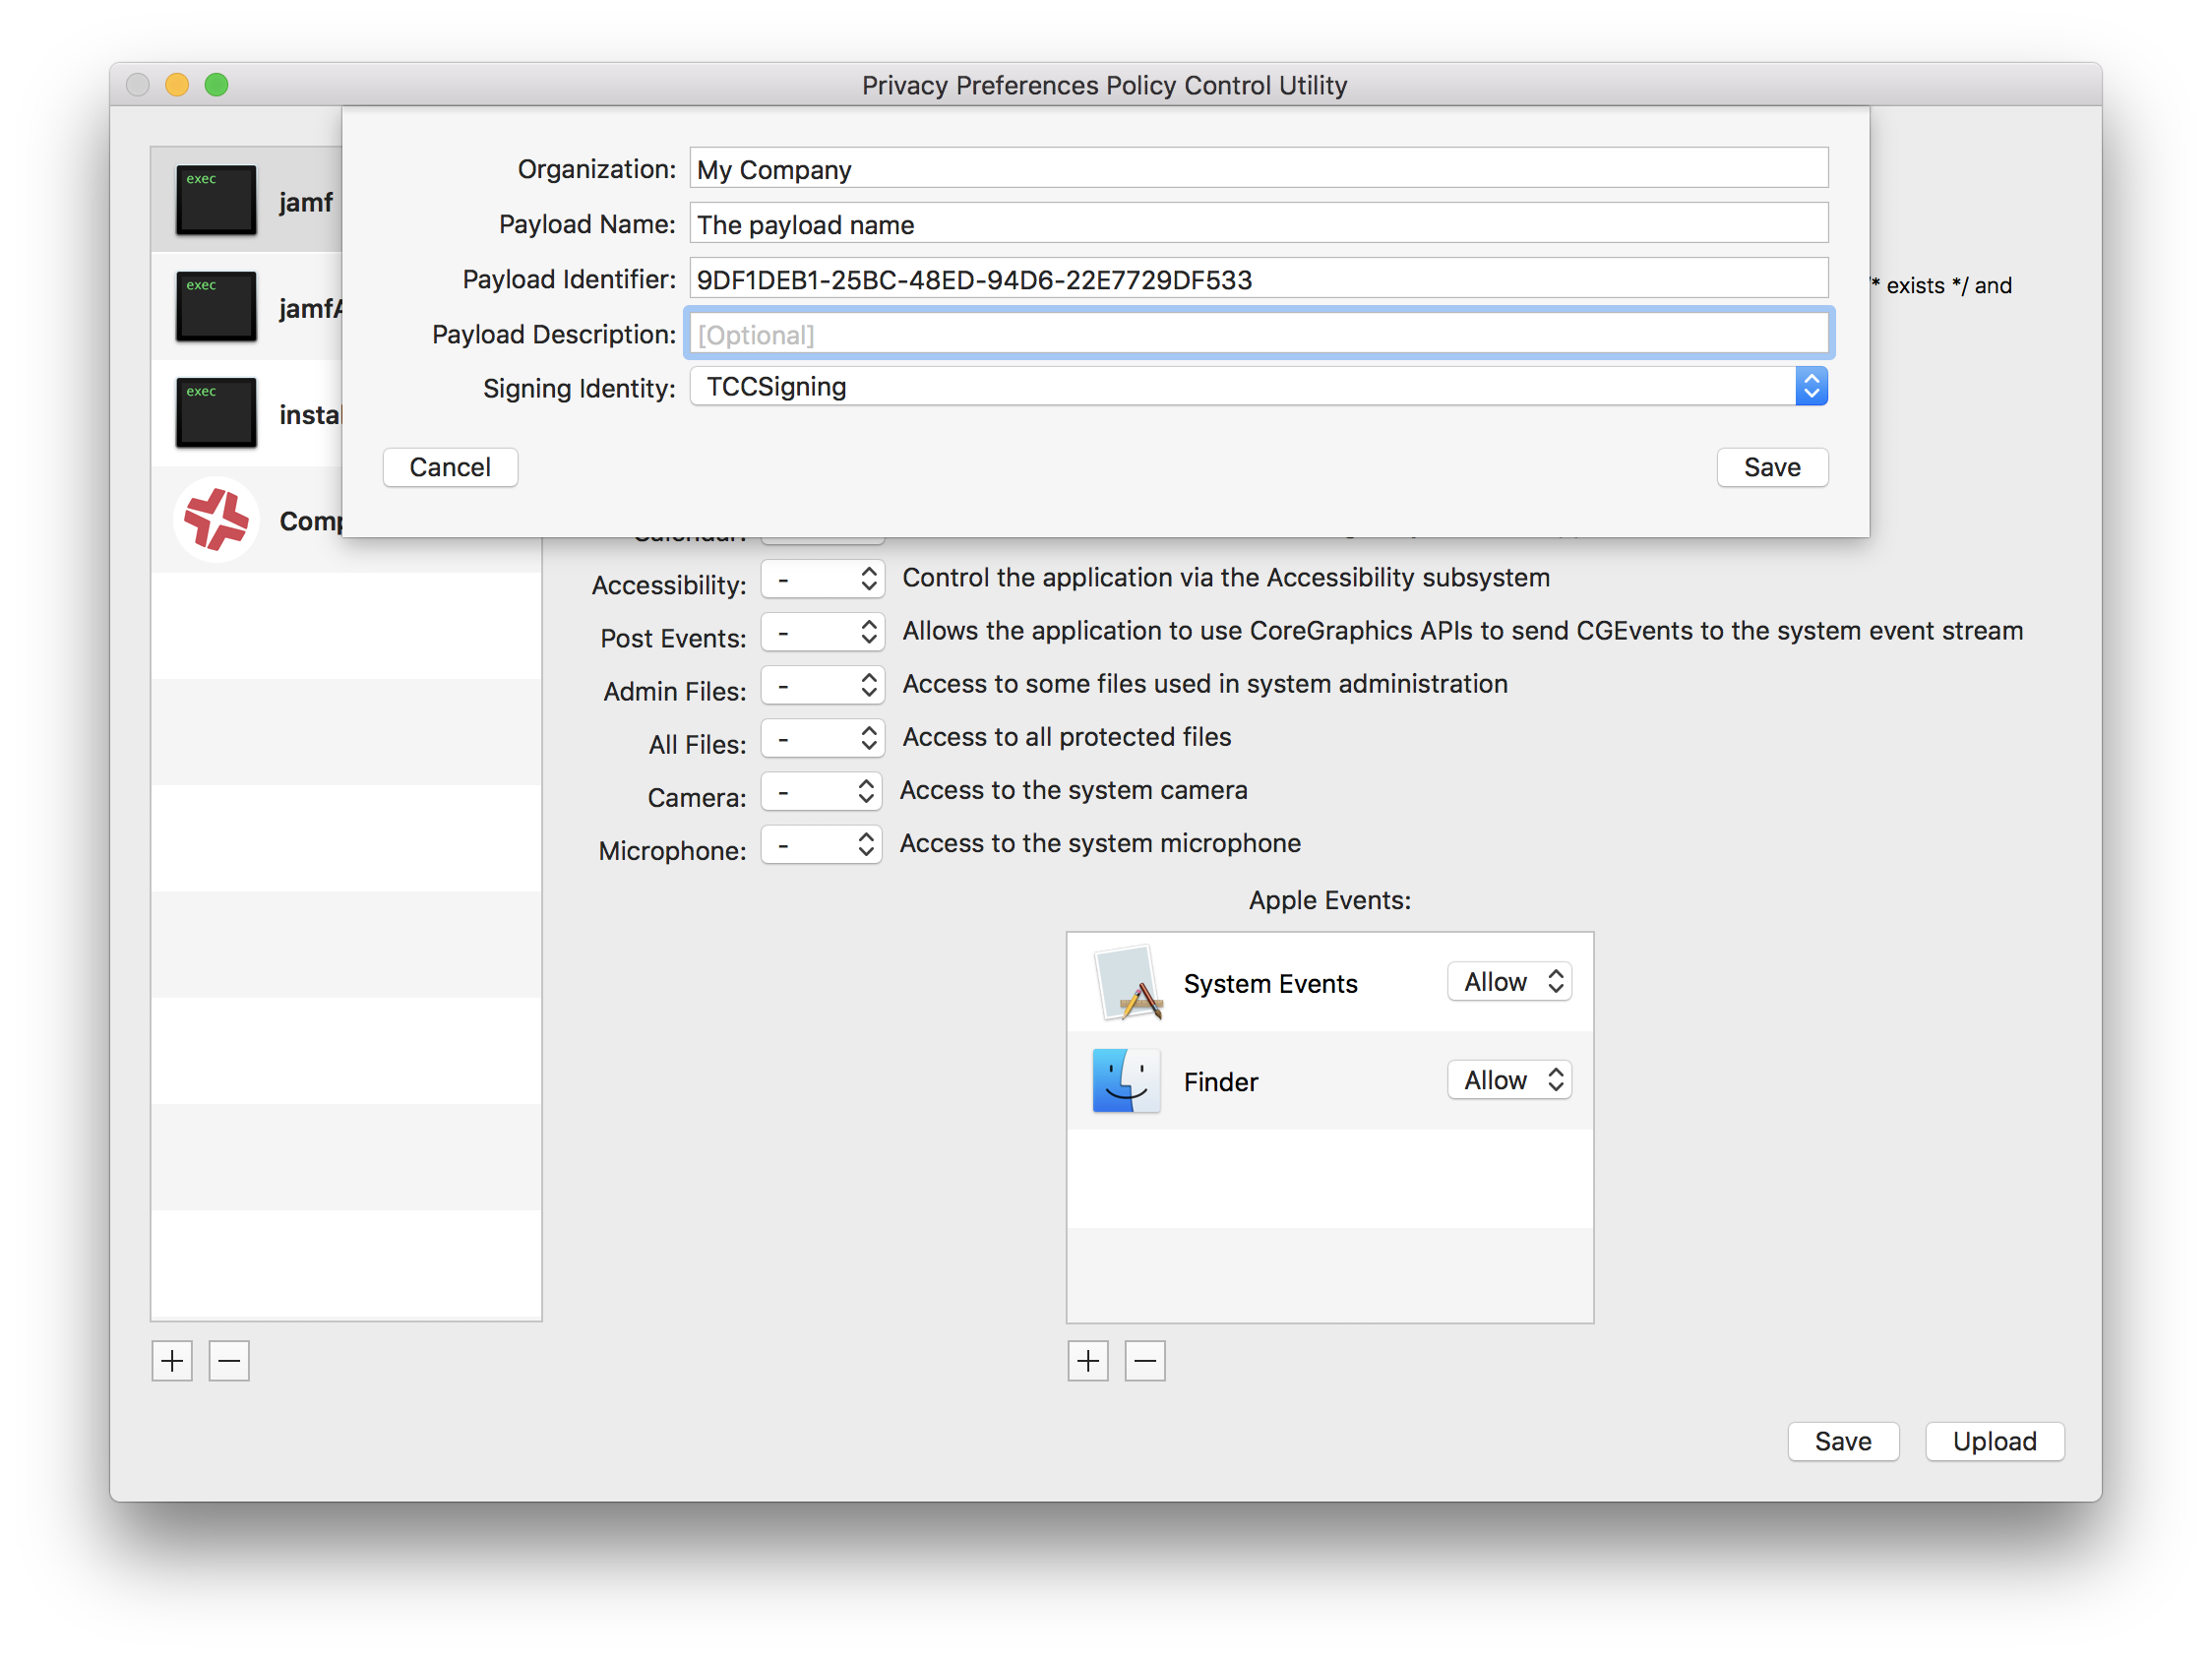 Privacy Preferences Policy Control Utility
Organization: My Company
Payload Name: The payload name
Payload Identifier: 9DF1DEB1-25BC-48ED-94D6-22E7729DF533
Payload Description: [Optional]
Signing Identity: TCCSigning
Cancel Save
exec
jamf
exec
exec
* exists */ and
Accessibility: - Control the application via the Accessibility subsystem
Post Events: - Allows the application to use CoreGraphics APIs to send CGEvents to the system event stream
Admin Files: - Access to some files used in system administration
All Files: - Access to all protected files
Camera: - Access to the system camera
Microphone: - Access to the system microphone
Apple Events:
System Events Allow
Finder Allow
Save Upload